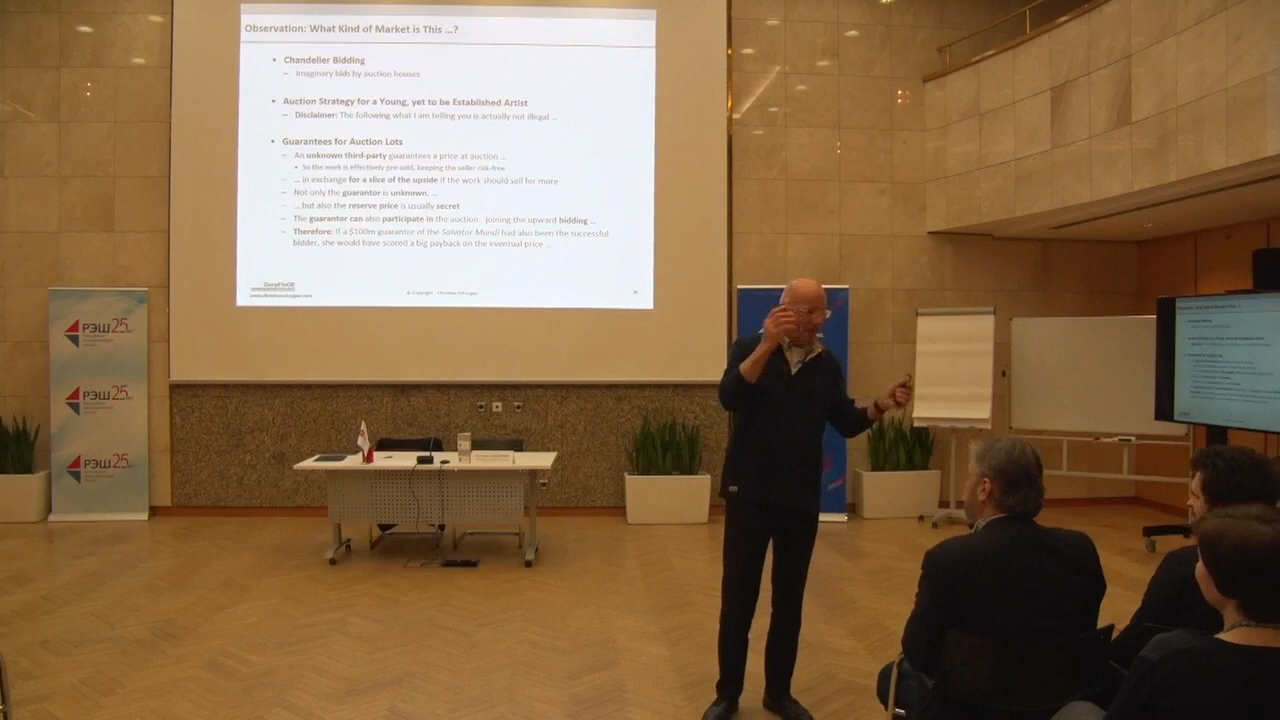 Observation: What Kind of Market is This ...?
• Chandelier Bidding
– Imaginary bids by auction houses
• Auction Strategy for a Young, yet to be Established Artist
– Disclaimer: The following what I am telling you is actually not illegal ...
• Guarantees for Auction Lots
– An unknown third-party guarantees a price at auction ...
• So the work is effectively pre-sold, keeping the seller risk-free
– ... in exchange for a slice of the upside if the work should sell for more
– Not only the guarantor is unknown, ...
– ... but also the reserve price is usually secret
– The guarantor can also participate in the auction joining the upward bidding ...
– Therefore: If a $100m guarantor of the Salvator Mundi had also been the successful
bidder, she would have scored a big payback on the eventual price ...
CorpFinCE
© Copyright
РЭШ 25
РЭШ 25
РЭШ 25